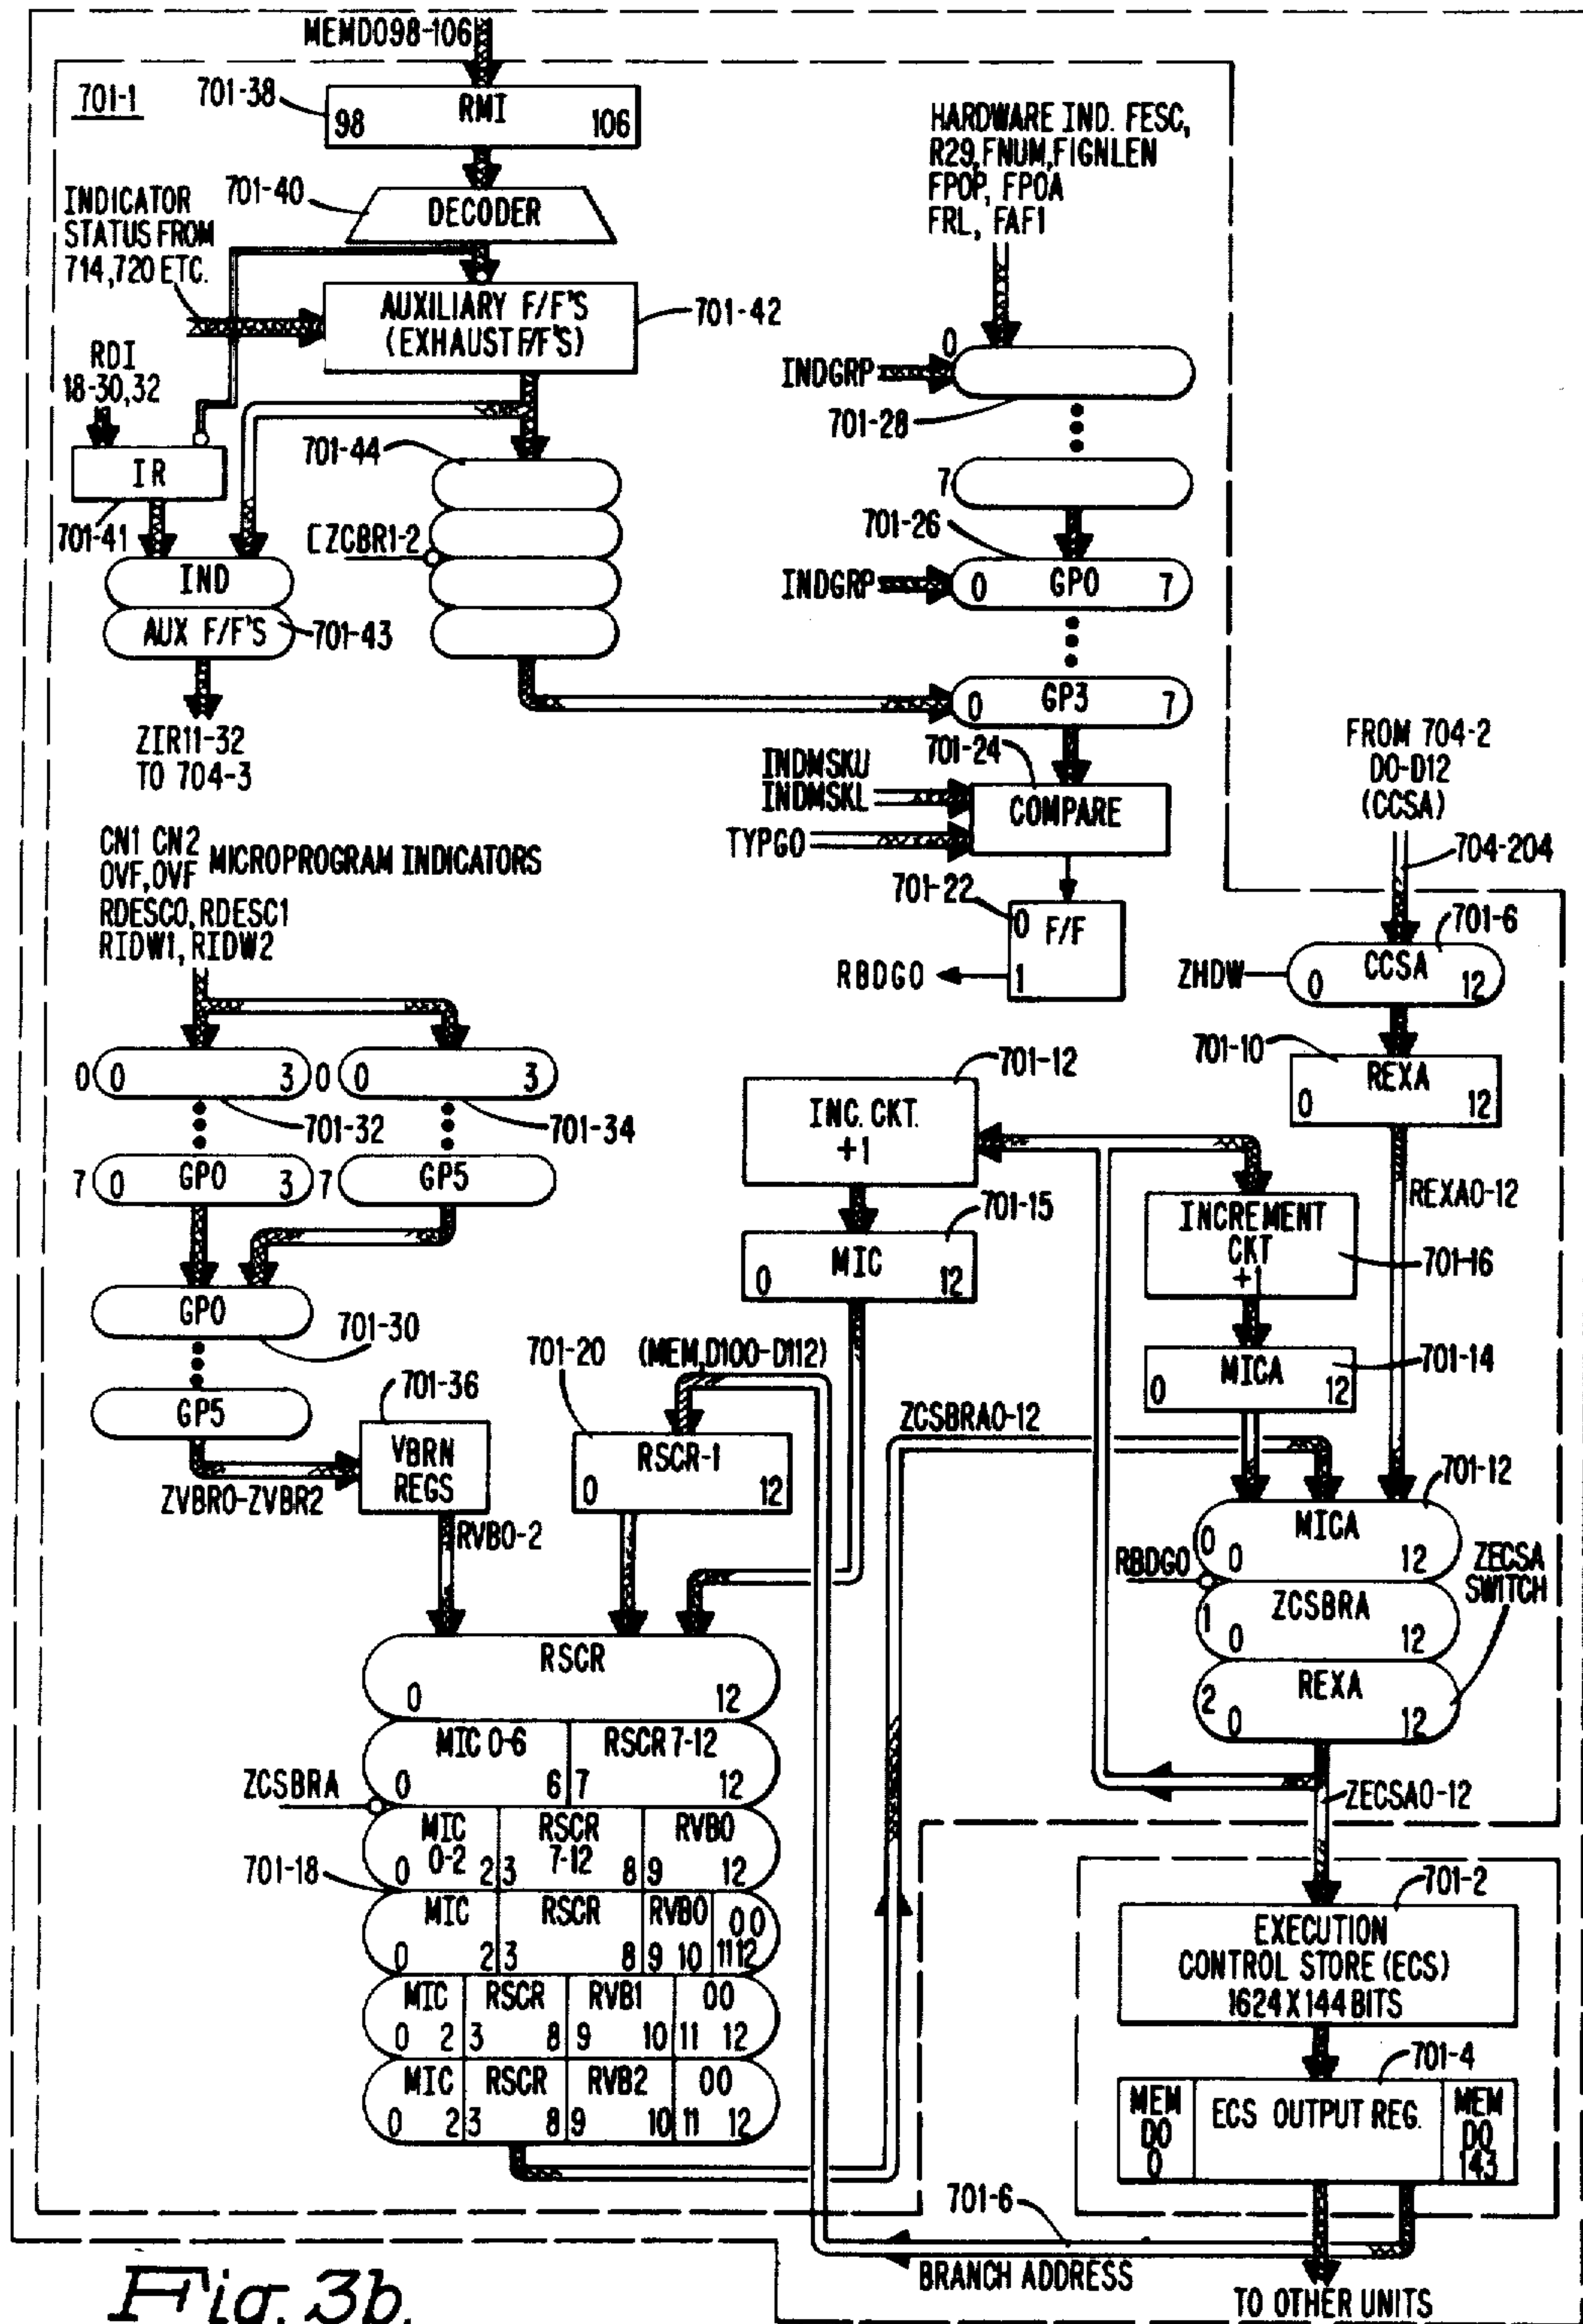 MEMDO98-106
701-1
701-38
RMI
98
106
HARDWARE IND. FESC,
R29,FNUM,FIGNLEN
FPOP, FPOA
FRL, FAF1
701-40
DECODER
INDICATOR
STATUS FROM
714,720 ETC.
AUXILIARY F/F'S
(EXHAUST F/F'S)
701-42
RDI
18-30,32
0
INDGRP
701-28
IR
701-41
701-44
7
701-26
[ZCBR1-2
IND
AUX F/F'S
701-43
INDGRP
0 GP0 7
0 GP3 7
ZIR11-32
TO 704-3
701-24
INDMSKU
INDMSKL
TYPGO
COMPARE
FROM 704-2
DO-D12
(CCSA)
704-204
CN1 CN2
OVF,OVF
RDESC0, RDESC1
RIDW1, RIDW2
MICROPROGRAM INDICATORS
701-22
0 F/F
1
RBDGO
701-6
ZHDW
CCSA
0 12
701-10
REXA
0 12
0 0 3
0 0 3
701-32
701-34
7 0 GP0 3
7 GP5
701-12
INC. CKT.
+1
INCREMENT
CKT
+1
701-16
REXA0-12
701-15
MIC
0 12
GP0
701-30
GP5
701-14
MICA
0 12
701-20
(MEM,D100-D112)
701-36
VBRN
REGS
ZVBR0-ZVBR2
RVB0-2
RSCR-1
0 12
ZCSBRA0-12
701-12
MICA
0 0 12
RBDGO
ZCSBRA
1 0 12
REXA
2 0 12
ZECSA
SWITCH
ZECSA0-12
RSCR
0 12
MIC 0-6 RSCR 7-12
0 6 7 12
ZCSBRA
MIC
0-2
RSCR
7-12
RVB0
0 2 3 8 9 12
701-18
MIC RSCR RVB0 00
0 2 3 8 9 10 11 12
MIC RSCR RVB1 00
0 2 3 8 9 10 11 12
MIC RSCR RVB2 00
0 2 3 8 9 10 11 12
701-2
EXECUTION
CONTROL STORE (ECS)
1624 X 144 BITS
701-4
MEM
DO
0
ECS OUTPUT REG.
MEM
DO
143
701-6
BRANCH ADDRESS
TO OTHER UNITS
Fig. 3b.